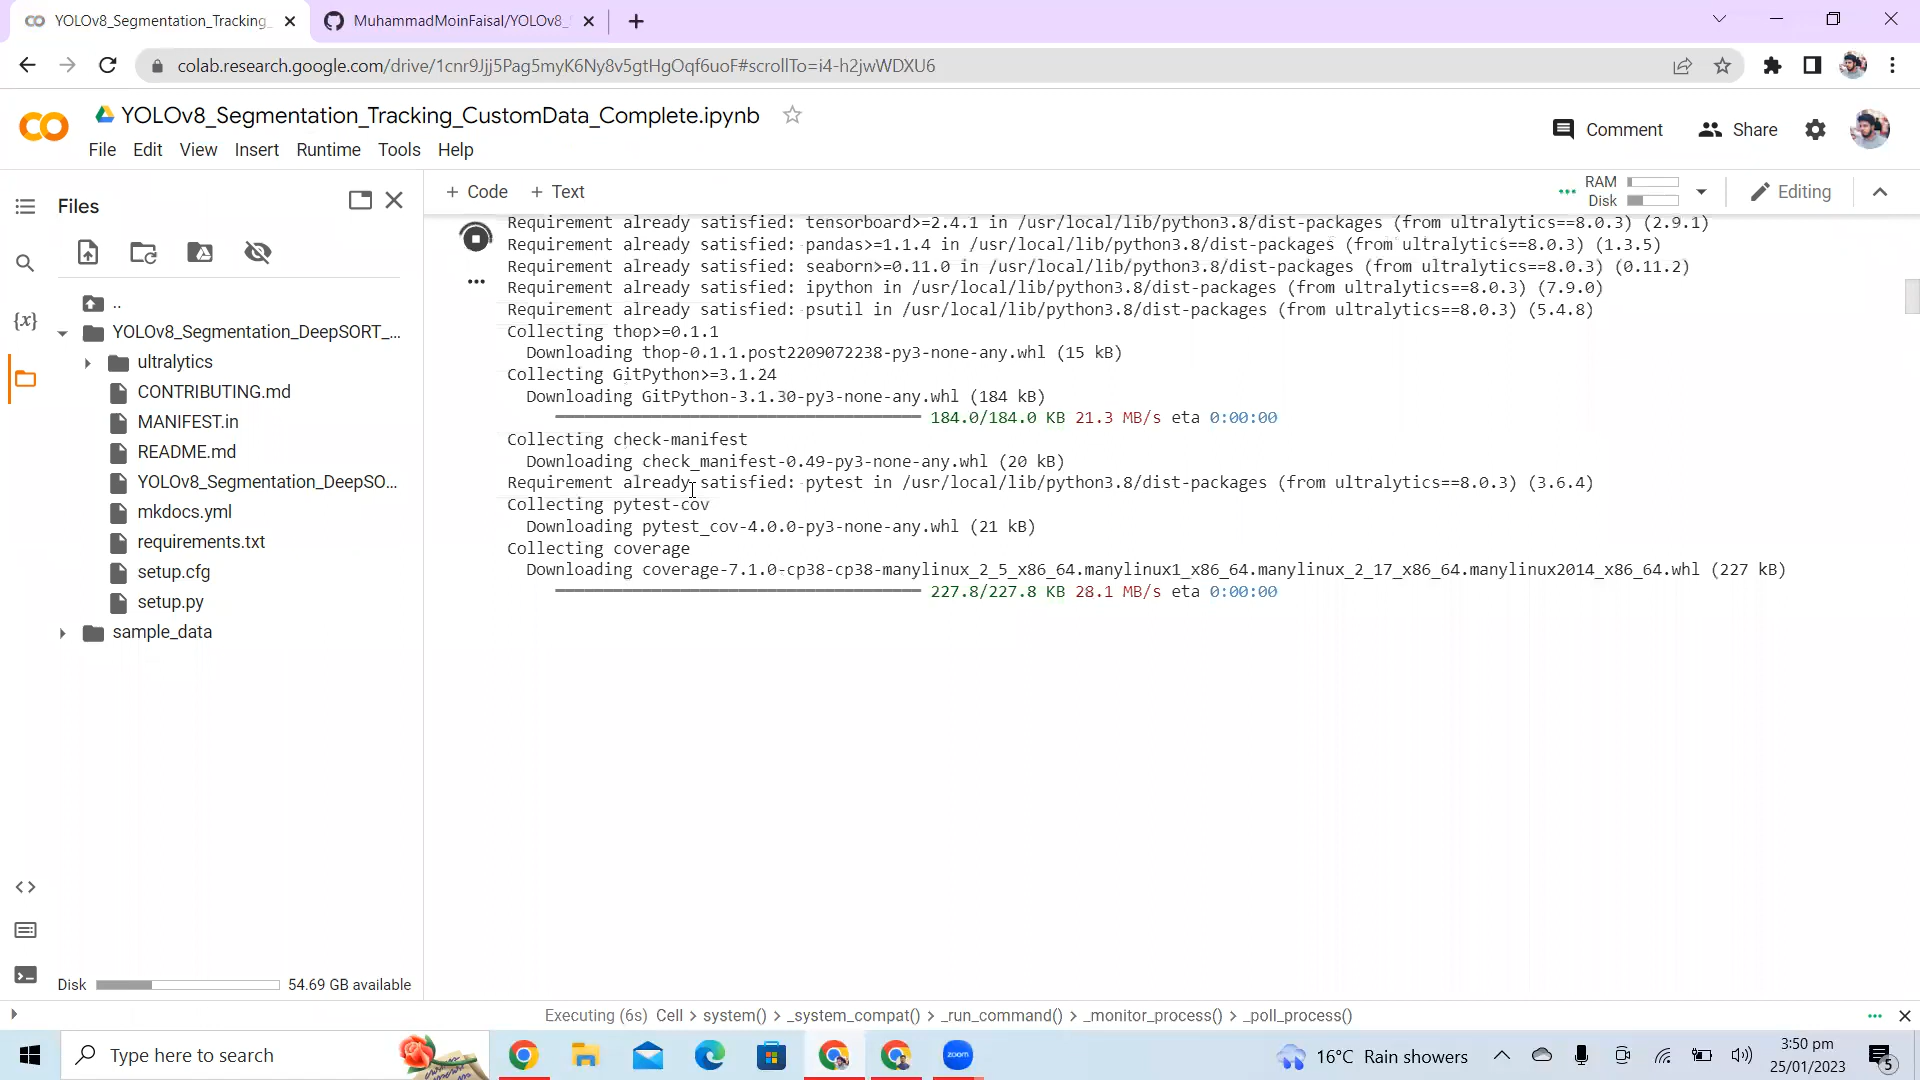 YOLOv8_Segmentation_Tracking_
MuhammadMoinFaisal/YOLOv8_
colab.research.google.com/drive/1cnr9Jjj5Pag5myK6Ny8v5gtHgOqf6uoF#scrollTo=i4-h2jwWDXU6
YOLOv8_Segmentation_Tracking_CustomData_Complete.ipynb
File Edit View Insert Runtime Tools Help
Comment
Share
Files
+ Code + Text
RAM
Disk
Editing
..
YOLOv8_Segmentation_DeepSORT_...
ultralytics
CONTRIBUTING.md
MANIFEST.in
README.md
YOLOv8_Segmentation_DeepSO...
mkdocs.yml
requirements.txt
setup.cfg
setup.py
sample_data
{x}
Requirement already satisfied: tensorboard>=2.4.1 in /usr/local/lib/python3.8/dist-packages (from ultralytics==8.0.3) (2.9.1)
Requirement already satisfied: pandas>=1.1.4 in /usr/local/lib/python3.8/dist-packages (from ultralytics==8.0.3) (1.3.5)
Requirement already satisfied: seaborn>=0.11.0 in /usr/local/lib/python3.8/dist-packages (from ultralytics==8.0.3) (0.11.2)
Requirement already satisfied: ipython in /usr/local/lib/python3.8/dist-packages (from ultralytics==8.0.3) (7.9.0)
Requirement already satisfied: psutil in /usr/local/lib/python3.8/dist-packages (from ultralytics==8.0.3) (5.4.8)
Collecting thop>=0.1.1
Downloading thop-0.1.1.post2209072238-py3-none-any.whl (15 kB)
Collecting GitPython>=3.1.24
Downloading GitPython-3.1.30-py3-none-any.whl (184 kB)
184.0/184.0 KB 21.3 MB/s eta 0:00:00
Collecting check-manifest
Downloading check_manifest-0.49-py3-none-any.whl (20 kB)
Requirement already satisfied: pytest in /usr/local/lib/python3.8/dist-packages (from ultralytics==8.0.3) (3.6.4)
Collecting pytest-cov
Downloading pytest_cov-4.0.0-py3-none-any.whl (21 kB)
Collecting coverage
Downloading coverage-7.1.0-cp38-cp38-manylinux_2_5_x86_64.manylinux1_x86_64.manylinux_2_17_x86_64.manylinux2014_x86_64.whl (227 kB)
227.8/227.8 KB 28.1 MB/s eta 0:00:00
Disk 54.69 GB available
Executing (6s) Cell > system() > _system_compat() > _run_command() > _monitor_process() > _poll_process()
Type here to search
zoom
16°C Rain showers
3:50 pm
25/01/2023
5